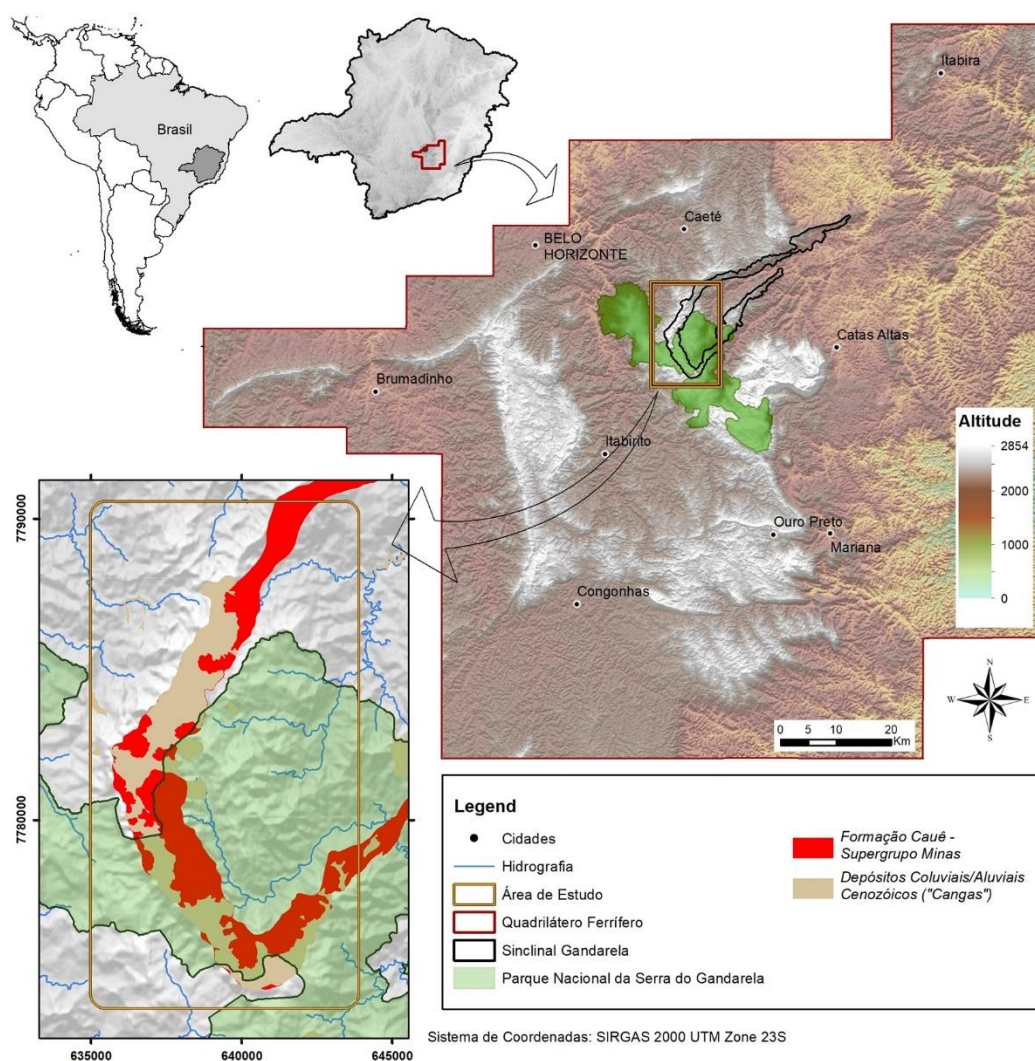 Brasil
Itabira
Caeté
BELO
HORIZONTE
Catas Altas
Brumadinho
Itabirito
Ouro Preto
Mariana
Congonhas
Altitude
2854
2000
1000
0
N
W
E
S
0 5 10 20
Km
7790000
7780000
635000 640000 645000
Legend
Cidades
Hidrografia
Área de Estudo
Quadrilátero Ferrífero
Sinclinal Gandarela
Parque Nacional da Serra do Gandarela
Formação Cauê -
Supergrupo Minas
Depósitos Coluviais/Aluviais
Cenozóicos ("Cangas")
Sistema de Coordenadas: SIRGAS 2000 UTM Zone 23S